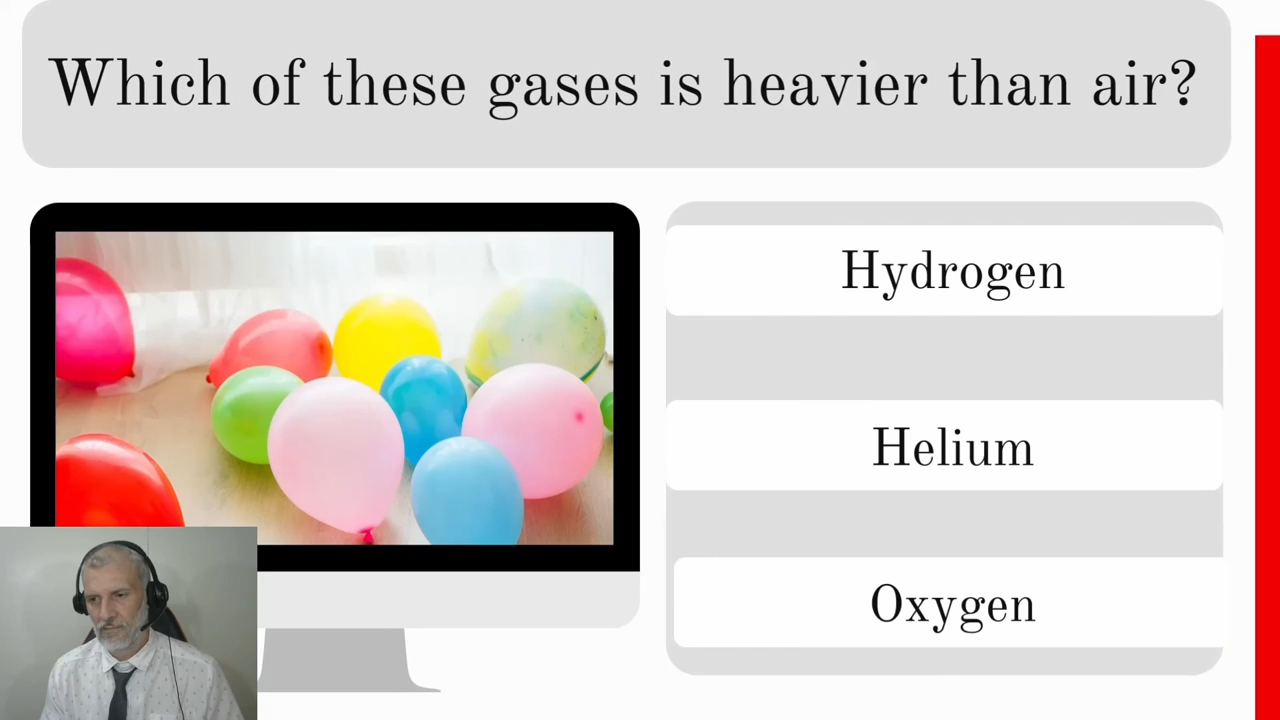 Which of these gases is heavier than air?
Hydrogen
Helium
Oxygen